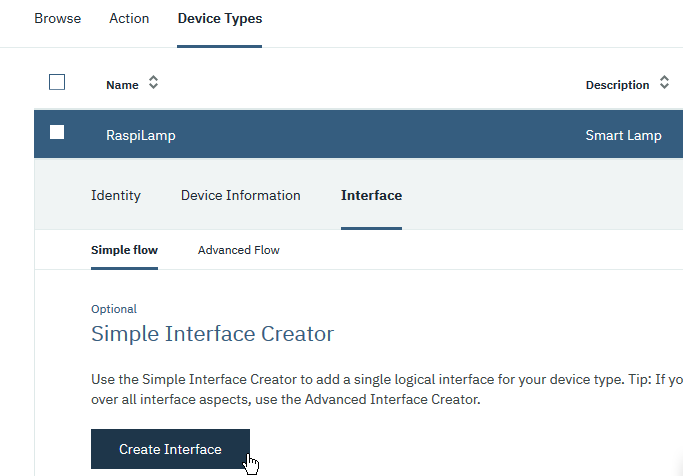 Browse Action Device Types
Name Description
RaspiLamp Smart Lamp
Identity Device Information Interface
Simple flow Advanced Flow
Optional
Simple Interface Creator
Use the Simple Interface Creator to add a single logical interface for your device type. Tip: If yo
over all interface aspects, use the Advanced Interface Creator.
Create Interface